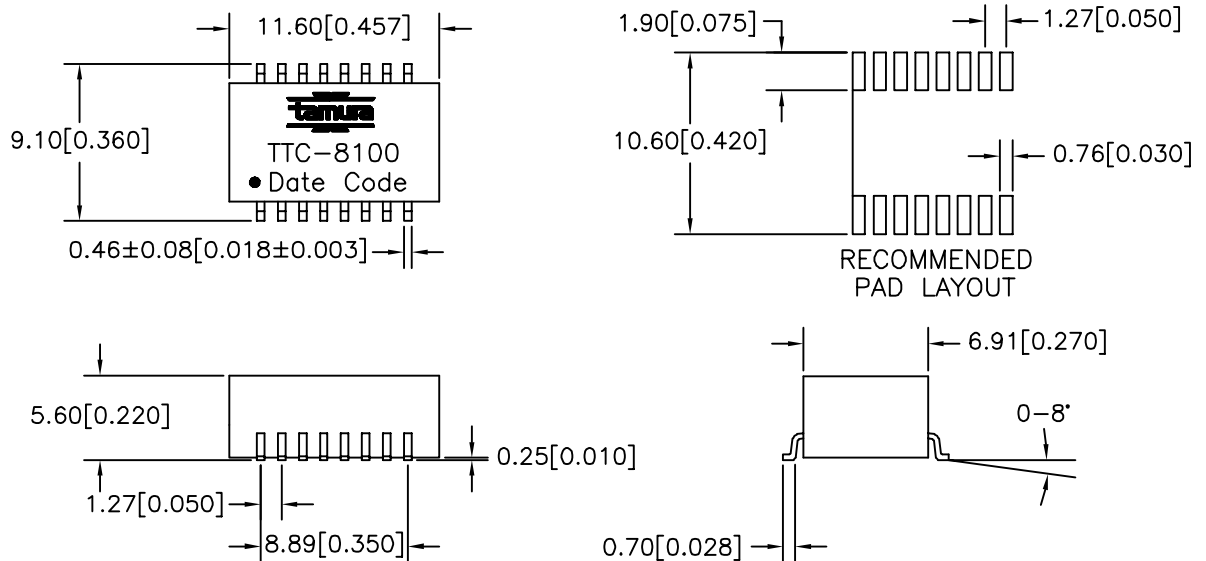 11.60[0.457]
9.10[0.360]
tamura
TTC-8100
Date Code
0.46±0.08[0.018±0.003]
1.90[0.075]
1.27[0.050]
10.60[0.420]
0.76[0.030]
RECOMMENDED
PAD LAYOUT
5.60[0.220]
0.25[0.010]
1.27[0.050]
8.89[0.350]
6.91[0.270]
0-8°
0.70[0.028]